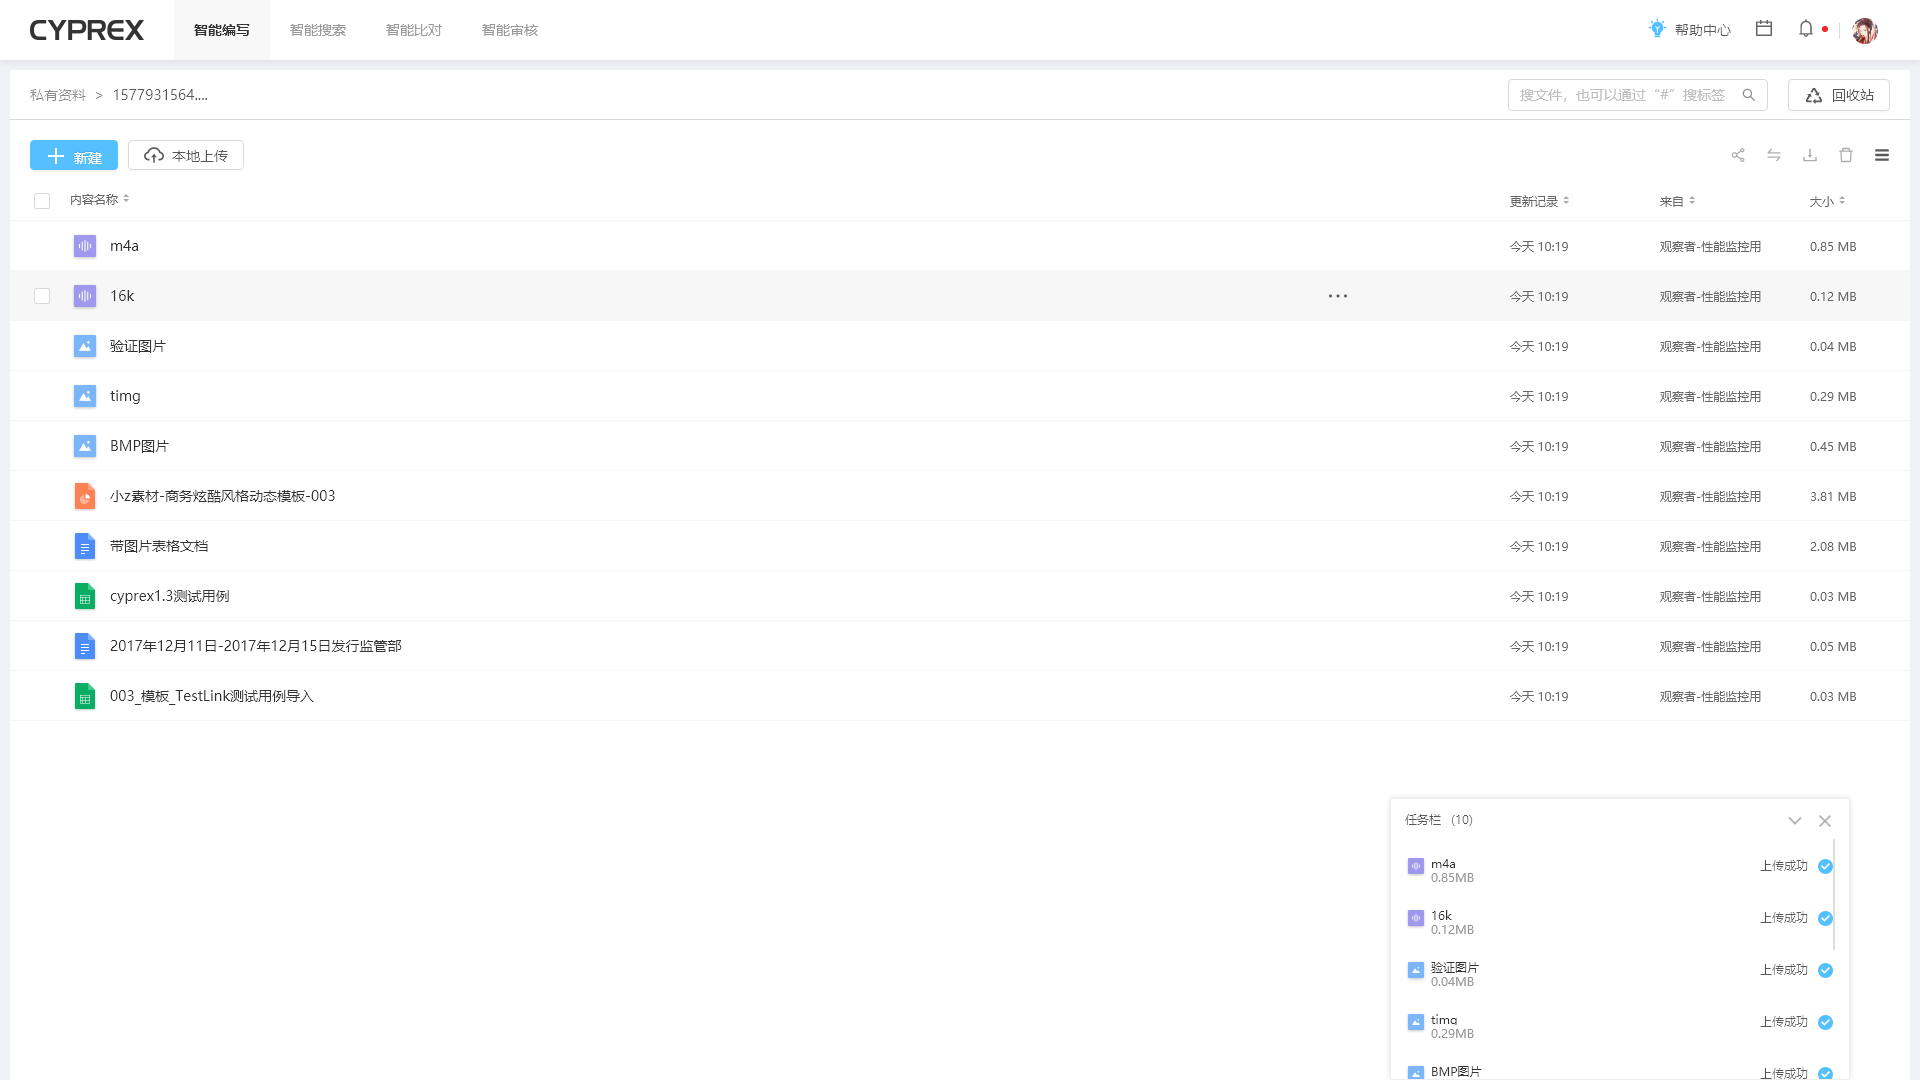 CYPREX
智能编写
智能搜索
智能比对
智能审核
帮助中心
私有资料 > 1577931564....
搜文件，也可以通过“#”搜标签
回收站
新建
本地上传
内容名称 更新记录 来自 大小
m4a 今天 10:19 观察者-性能监控用 0.85 MB
16k 今天 10:19 观察者-性能监控用 0.12 MB
验证图片 今天 10:19 观察者-性能监控用 0.04 MB
timg 今天 10:19 观察者-性能监控用 0.29 MB
BMP图片 今天 10:19 观察者-性能监控用 0.45 MB
小z素材-商务炫酷风格动态模板-003 今天 10:19 观察者-性能监控用 3.81 MB
带图片表格文档 今天 10:19 观察者-性能监控用 2.08 MB
cyprex1.3测试用例 今天 10:19 观察者-性能监控用 0.03 MB
2017年12月11日-2017年12月15日发行监管部 今天 10:19 观察者-性能监控用 0.05 MB
003_模板_TestLink测试用例导入 今天 10:19 观察者-性能监控用 0.03 MB
任务栏 (10)
m4a
0.85MB
上传成功
16k
0.12MB
上传成功
验证图片
0.04MB
上传成功
timg
0.29MB
上传成功
BMP图片
上传成功